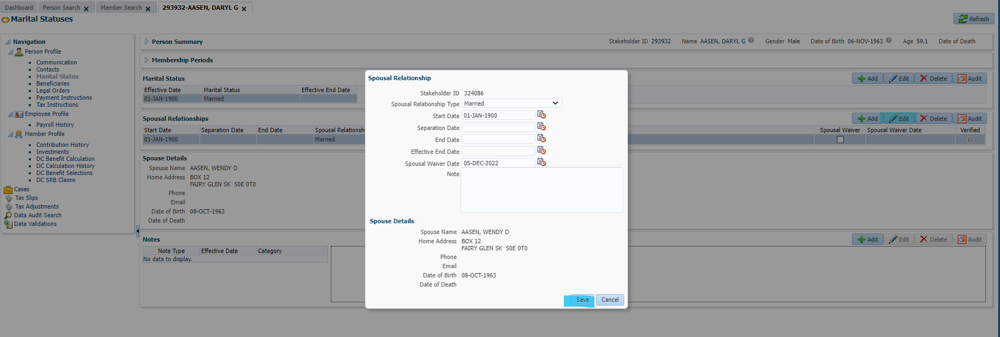 Dashboard Person Search Member Search 293932-AASEN, DARYL G
Marital Statuses Refresh
Navigation
Person Profile
Communication
Contacts
Marital Status
Beneficiaries
Legal Orders
Payment Instructions
Tax Instructions
Employee Profile
Payroll History
Member Profile
Contribution History
Investments
DC Benefit Calculation
DC Calculation History
DC Benefit Selections
DC SRB Claims
Cases
Tax Slips
Tax Adjustments
Data Audit Search
Data Validations
Person Summary Stakeholder ID 293932 Name AASEN, DARYL G Gender Male Date of Birth 06-NOV-1963 Age 59.1 Date of Death
Membership Periods
Marital Status Add Edit Delete Audit
Effective Date Marital Status Effective End Date
01-JAN-1900 Married
Spousal Relationships Add Edit Delete Audit
Start Date Separation Date End Date Spousal Relationsh Spousal Waiver Spousal Waiver Date Verified
01-JAN-1900 Married
Spouse Details
Spouse Name AASEN, WENDY D
Home Address BOX 12
FAIRY GLEN SK S0E 0T0
Phone
Email
Date of Birth 08-OCT-1963
Date of Death
Notes Add Edit Delete Audit
Note Type Effective Date Category
No data to display.
Spousal Relationship
Stakeholder ID 324086
Spousal Relationship Type Married
Start Date 01-JAN-1900
Separation Date
End Date
Effective End Date
Spousal Waiver Date 05-DEC-2022
Note
Spouse Details
Spouse Name AASEN, WENDY D
Home Address BOX 12
FAIRY GLEN SK S0E 0T0
Phone
Email
Date of Birth 08-OCT-1963
Date of Death
Save Cancel